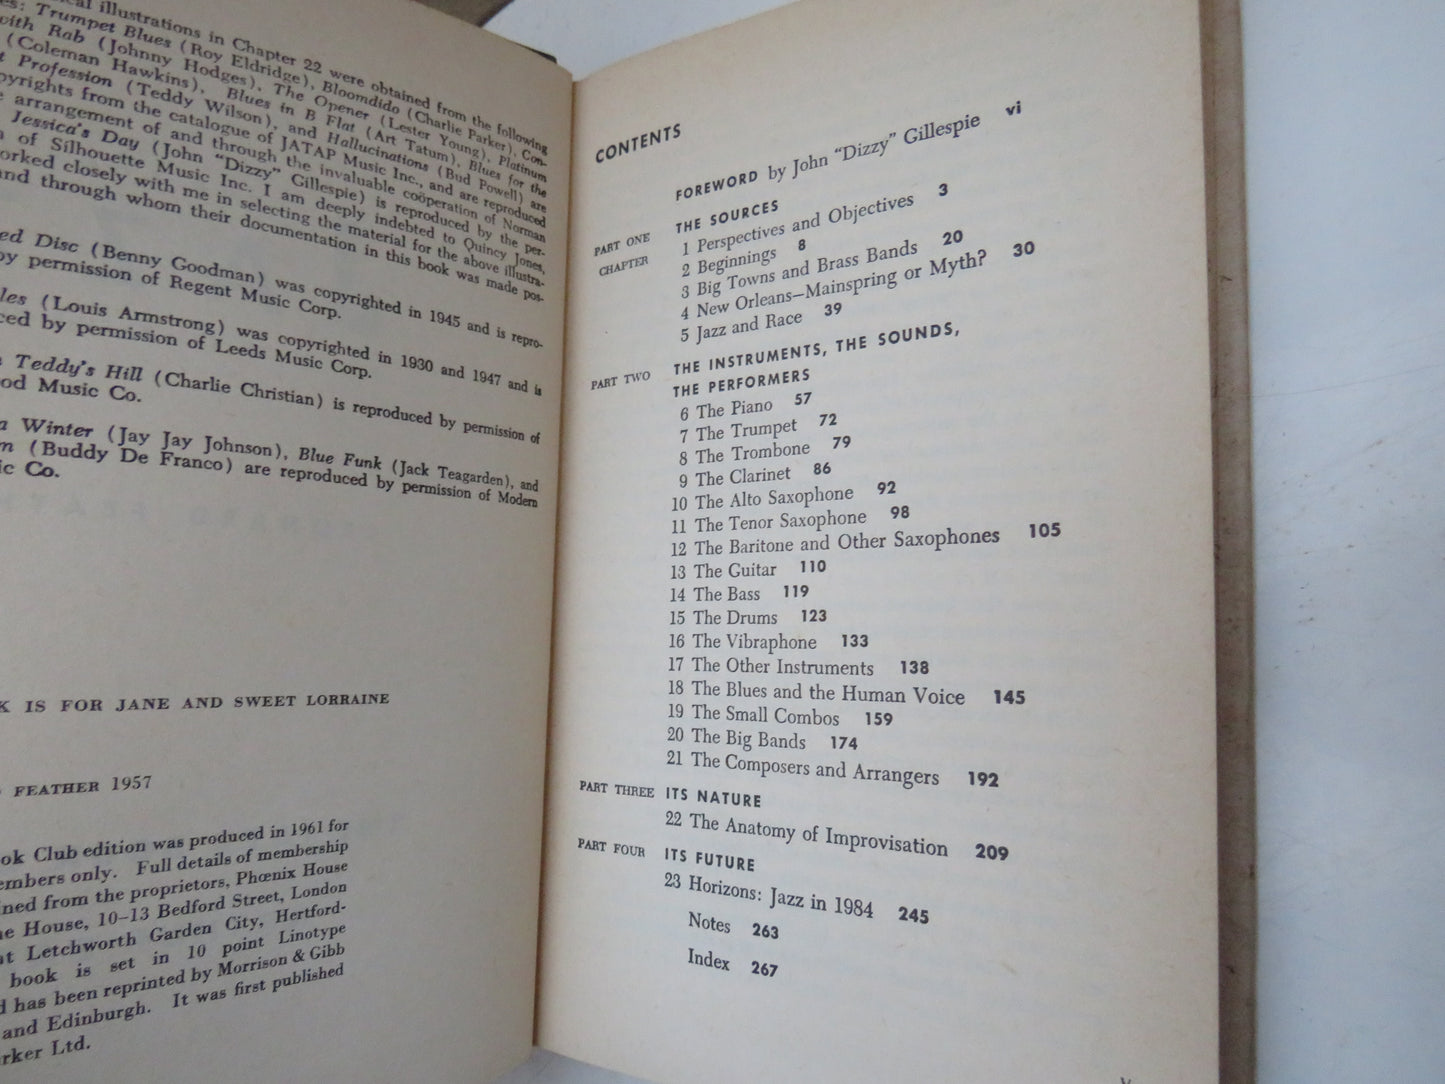 ical illustrations in Chapter 22 were obtained from the following
es: Trumpet Blues (Roy Eldridge), Bloomdido (Charlie Parker), Con-
with Rab (Johnny Hodges), The Opener (Lester Young), Platinum
(Coleman Hawkins), Blues in B Flat (Art Tatum), Blues for the
t Profession (Teddy Wilson), and Hallucinations (Bud Powell) are
pyrights from the catalogue of JATAP Music Inc., and are reproduced
e arrangement of and through the invaluable coöperation of Norman
Jessica's Day (John "Dizzy" Gillespie) is reproduced by the per-
n of Silhouette Music Inc. I am deeply indebted to Quincy Jones,
orked closely with me in selecting the material for the above illustra-
and through whom their documentation in this book was made pos-
ed Disc (Benny Goodman) was copyrighted in 1945 and is repro-
by permission of Regent Music Corp.
les (Louis Armstrong) was copyrighted in 1930 and 1947 and is
ced by permission of Leeds Music Corp.
Teddy's Hill (Charlie Christian) is reproduced by permission of
ood Music Co.
n Winter (Jay Jay Johnson), Blue Funk (Jack Teagarden), and
m (Buddy De Franco) are reproduced by permission of Modern
ic Co.
K IS FOR JANE AND SWEET LORRAINE
FEATHER 1957
ook Club edition was produced in 1961 for
embers only. Full details of membership
ined from the proprietors, Phœnix House
ne House, 10–13 Bedford Street, London
at Letchworth Garden City, Hertford-
book is set in 10 point Linotype
d has been reprinted by Morrison & Gibb
and Edinburgh. It was first published
rker Ltd.
CONTENTS
FOREWORD by John "Dizzy" Gillespie vi
PART ONE THE SOURCES
CHAPTER 1 Perspectives and Objectives 3
2 Beginnings 8
3 Big Towns and Brass Bands 20
4 New Orleans—Mainspring or Myth? 30
5 Jazz and Race 39
PART TWO THE INSTRUMENTS, THE SOUNDS,
THE PERFORMERS
6 The Piano 57
7 The Trumpet 72
8 The Trombone 79
9 The Clarinet 86
10 The Alto Saxophone 92
11 The Tenor Saxophone 98
12 The Baritone and Other Saxophones 105
13 The Guitar 110
14 The Bass 119
15 The Drums 123
16 The Vibraphone 133
17 The Other Instruments 138
18 The Blues and the Human Voice 145
19 The Small Combos 159
20 The Big Bands 174
21 The Composers and Arrangers 192
PART THREE ITS NATURE
22 The Anatomy of Improvisation 209
PART FOUR ITS FUTURE
23 Horizons: Jazz in 1984 245
Notes 263
Index 267
v